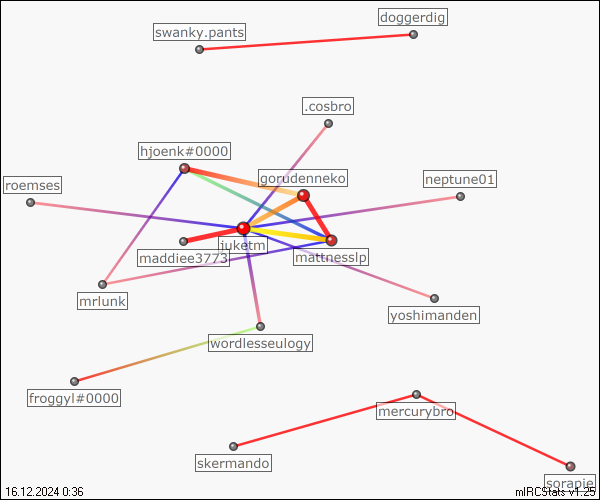 doggerdig
swanky.pants
.cosbro
hjoenk#0000
gorudenneko
neptune01
roemses
juketm
maddiee3773
mattnesslp
mrlunk
yoshimanden
wordlesseulogy
froggyl#0000
mercurybro
skermando
sorapie
16.12.2024 0:36
mIRCStats v1.25